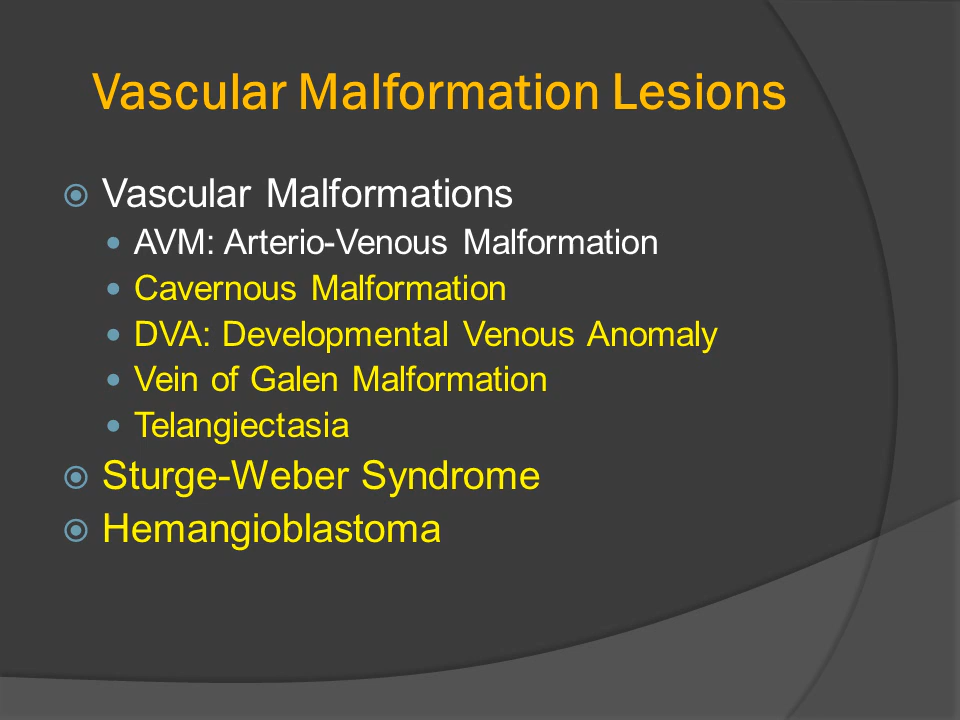 Vascular Malformation Lesions
Vascular Malformations
AVM: Arterio-Venous Malformation
Cavernous Malformation
DVA: Developmental Venous Anomaly
Vein of Galen Malformation
Telangiectasia
Sturge-Weber Syndrome
Hemangioblastoma